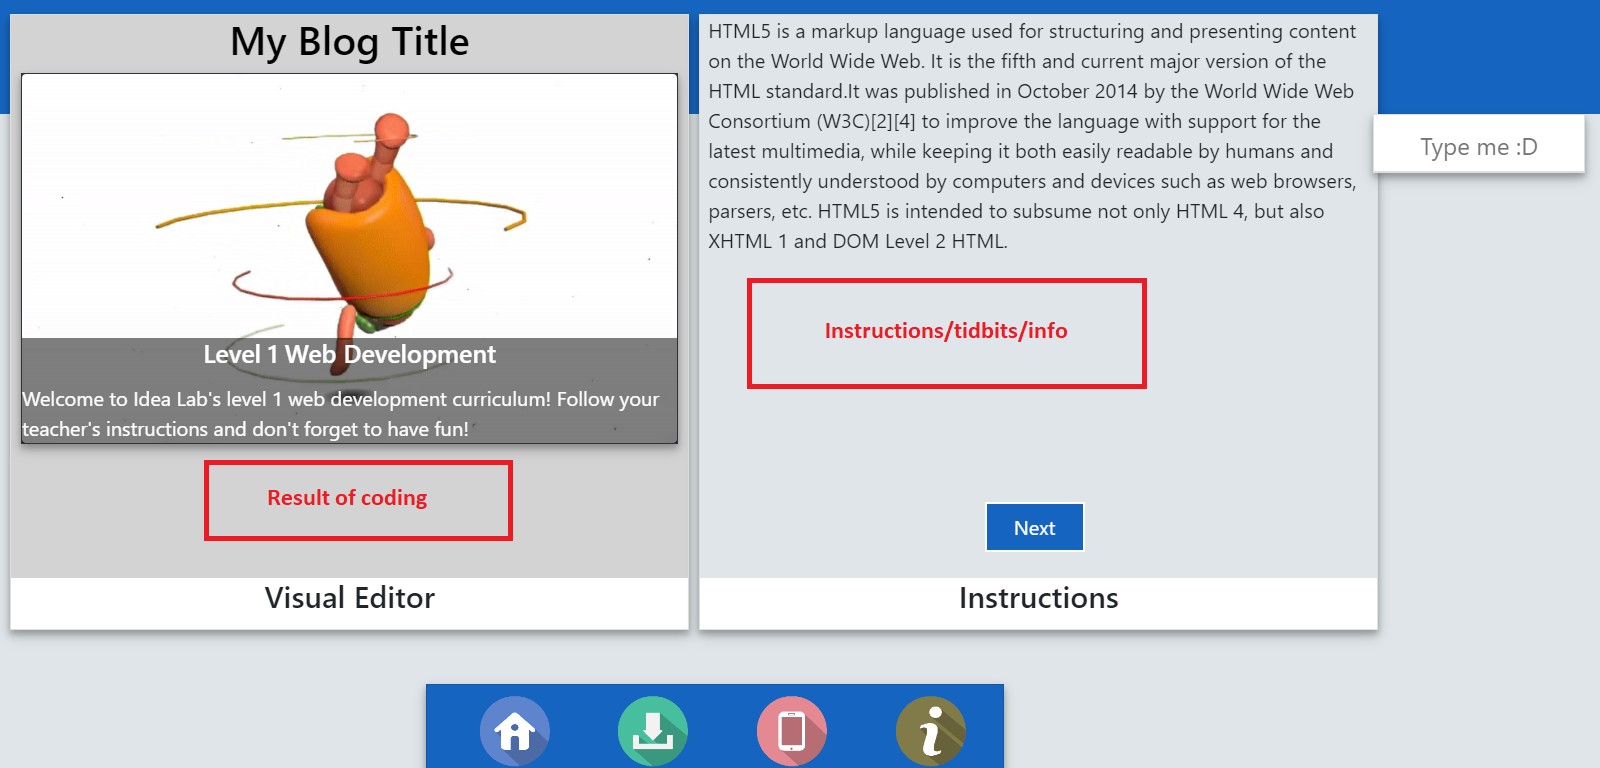 My Blog Title
Level 1 Web Development
Welcome to Idea Lab's level 1 web development curriculum! Follow your
teacher's instructions and don't forget to have fun!
Result of coding
Visual Editor
HTML5 is a markup language used for structuring and presenting content
on the World Wide Web. It is the fifth and current major version of the
HTML standard.It was published in October 2014 by the World Wide Web
Consortium (W3C)[2][4] to improve the language with support for the
latest multimedia, while keeping it both easily readable by humans and
consistently understood by computers and devices such as web browsers,
parsers, etc. HTML5 is intended to subsume not only HTML 4, but also
XHTML 1 and DOM Level 2 HTML.
Instructions/tidbits/info
Next
Instructions
Type me :D